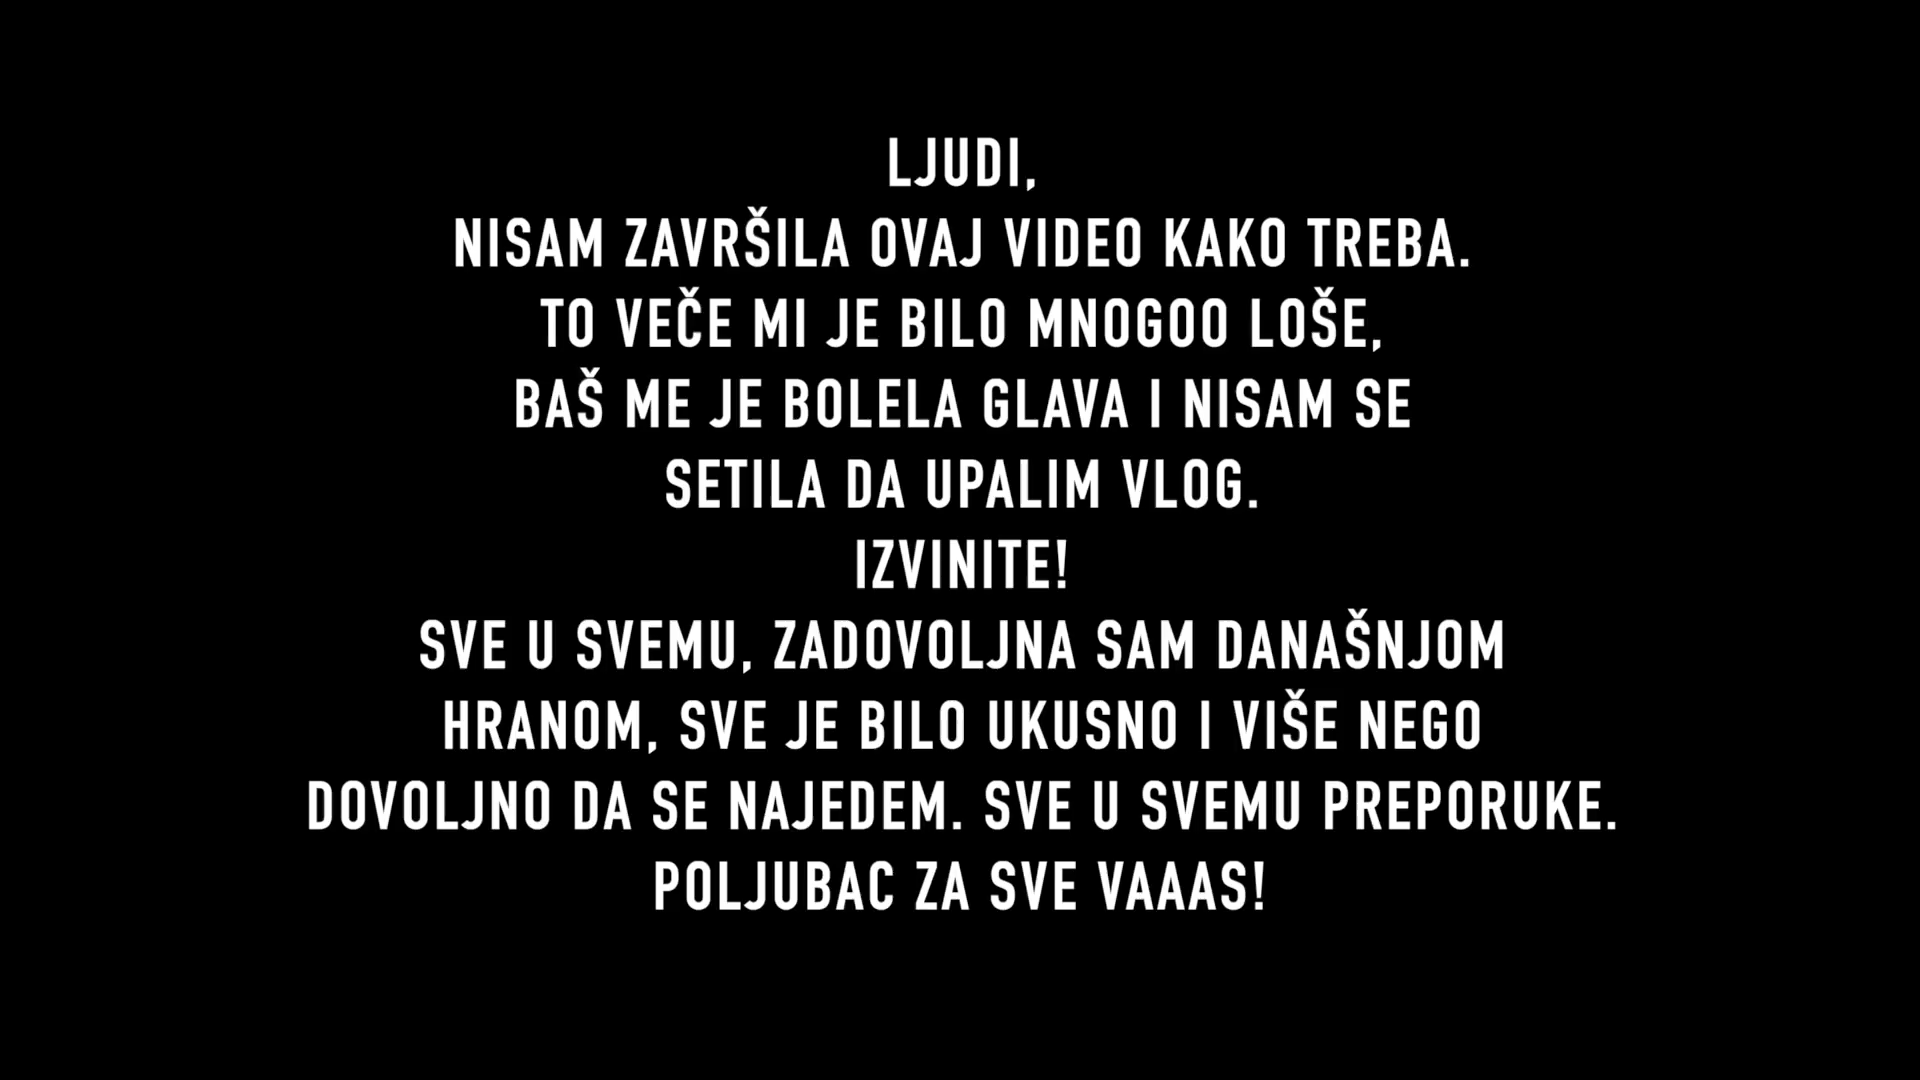 LJUDI,
NISAM ZAVRŠILA OVAJ VIDEO KAKO TREBA.
TO VEČE MI JE BILO MNOGOO LOŠE,
BAŠ ME JE BOLELA GLAVA I NISAM SE
SETILA DA UPALIM VLOG.
IZVINITE!
SVE U SVEMU, ZADOVOLJNA SAM DANAŠNJOM
HRANOM, SVE JE BILO UKUSNO I VIŠE NEGO
DOVOLJNO DA SE NAJEDEM. SVE U SVEMU PREPORUKE.
POLJUBAC ZA SVE VAAAS!